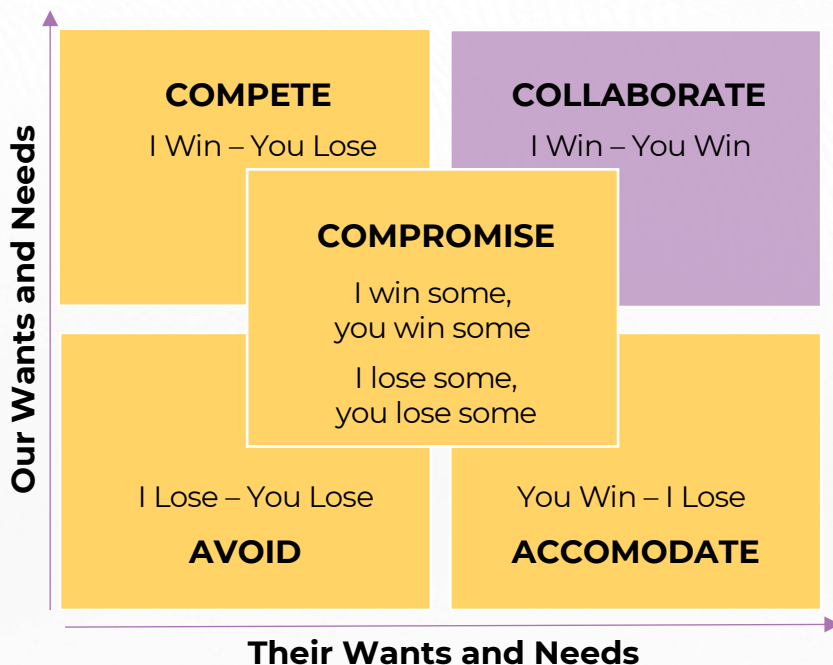 Our Wants and Needs
COMPETE
I Win – You Lose
COLLABORATE
I Win – You Win
COMPROMISE
I win some,
you win some
I lose some,
you lose some
I Lose – You Lose
AVOID
You Win – I Lose
ACCOMODATE
Their Wants and Needs